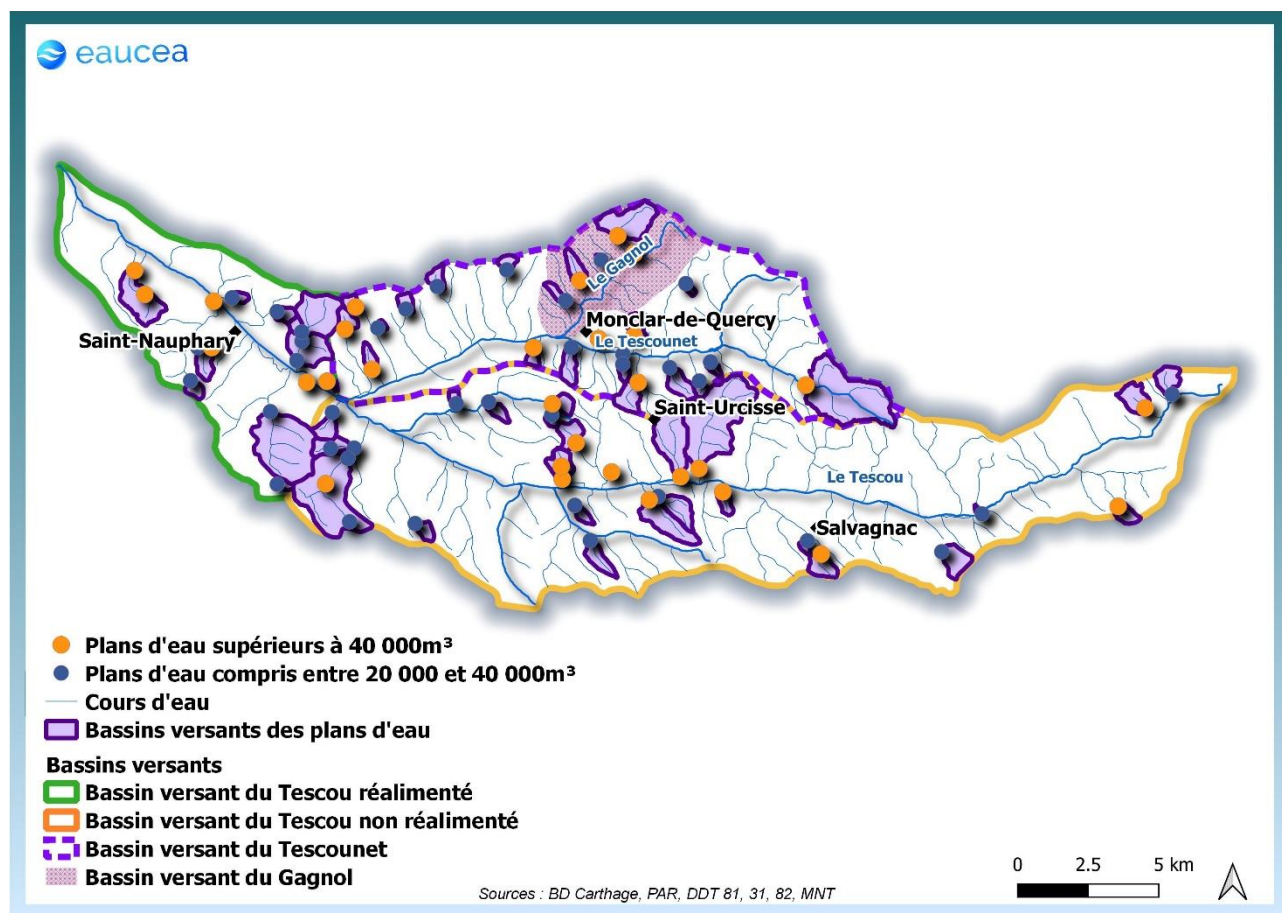 eaucea
Le Gagnol
Monclar-de-Quercy
Saint-Nauphary
Le Tescounet
Saint-Urcisse
Le Tescou
Salvagnac
Plans d'eau supérieurs à 40 000m³
Plans d'eau compris entre 20 000 et 40 000m³
Cours d'eau
Bassins versants des plans d'eau
Bassins versants
Bassin versant du Tescou réalimenté
Bassin versant du Tescou non réalimenté
Bassin versant du Tescounet
Bassin versant du Gagnol
0 2.5 5 km
Sources : BD Carthage, PAR, DDT 81, 31, 82, MNT